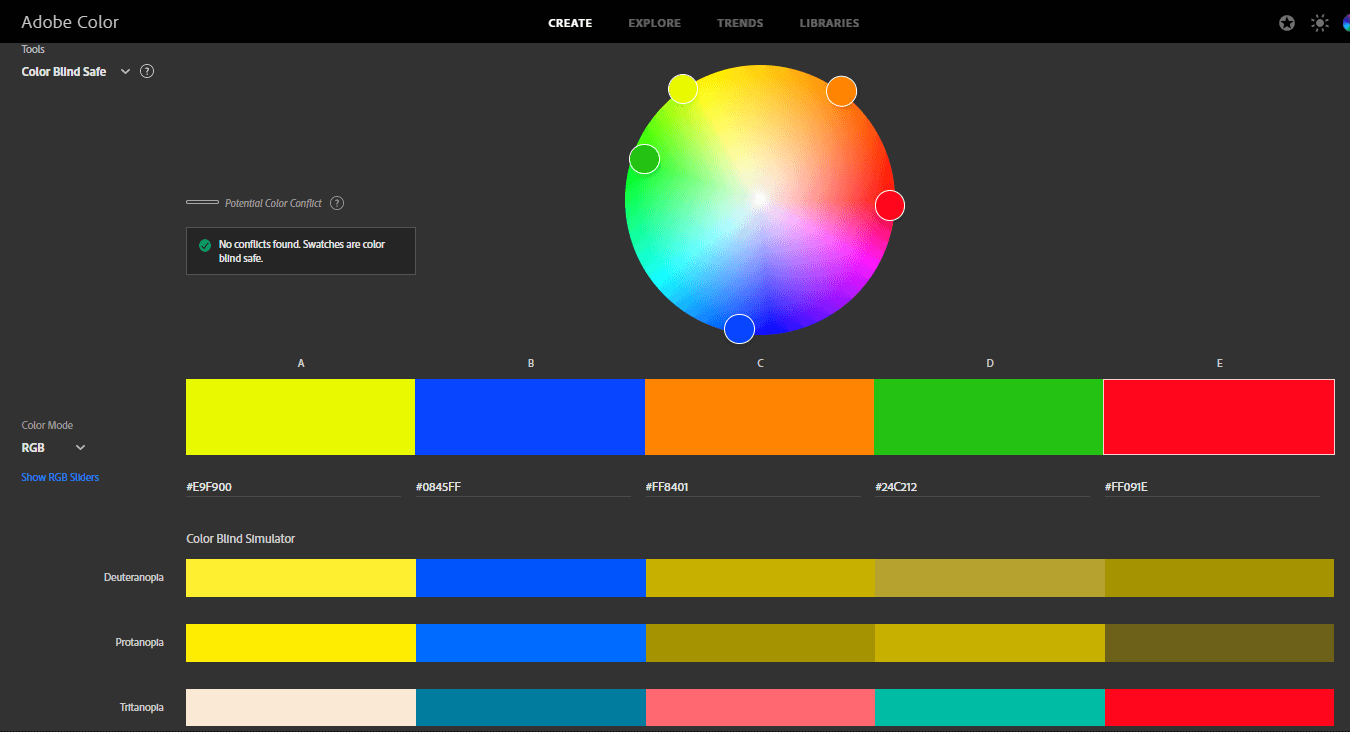 Adobe Color
CREATE
EXPLORE
TRENDS
LIBRARIES
Tools
Color Blind Safe
?
Potential Color Conflict
?
No conflicts found. Swatches are color
blind safe.
A
B
C
D
E
Color Mode
RGB
Show RGB Sliders
#E9F900
#0845FF
#FF8401
#24C212
#FF091E
Color Blind Simulator
Deuteranopia
Protanopia
Tritanopia